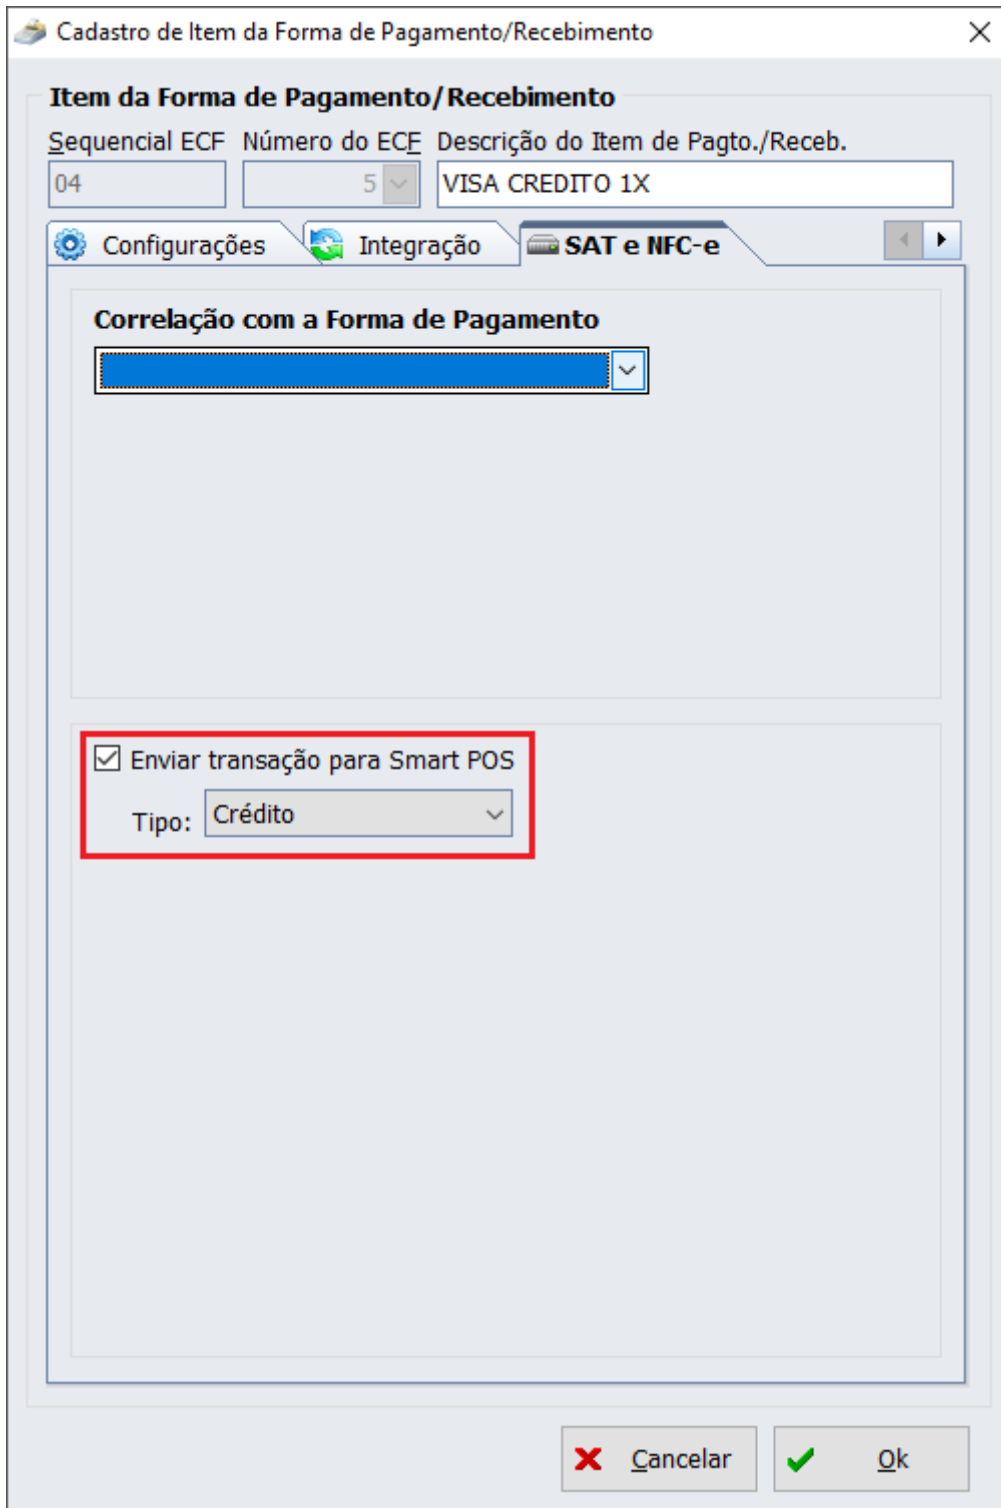 Cadastro de Item da Forma de Pagamento/Recebimento
Item da Forma de Pagamento/Recebimento
Sequencial ECF Número do ECF Descrição do Item de Pagto./Receb.
04 5 VISA CREDITO 1X
Configurações Integração SAT e NFC-e
Correlação com a Forma de Pagamento
Enviar transação para Smart POS
Tipo: Crédito
Cancelar Ok